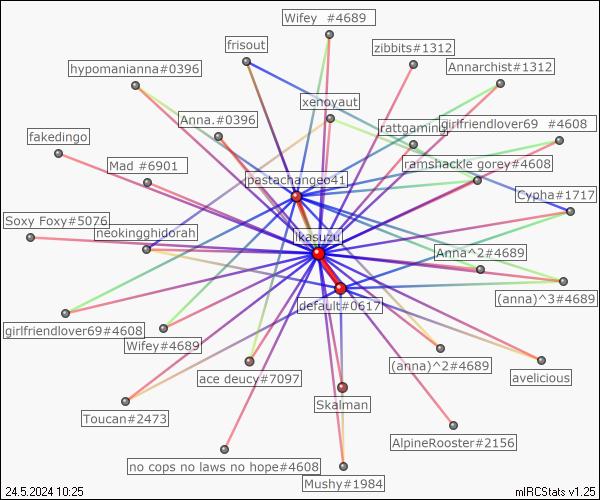 Wifey  #4689
frisout
zibbits#1312
hypomanianna#0396
Annarchist#1312
xenoyaut
Anna.#0396
rattgaming
girlfriendlover69  #4608
fakedingo
Mad #6901
pastachangeo41
ramshackle gorey#4608
Cypha#1717
Soxy Foxy#5076
neokingghidorah
ikasuzu
Anna^2#4689
default#0617
(anna)^3#4689
girlfriendlover69#4608
Wifey#4689
(anna)^2#4689
ace deucy#7097
avelicious
Skalman
Toucan#2473
AlpineRooster#2156
no cops no laws no hope#4608
Mushy#1984
24.5.2024 10:25
mIRCStats v1.25